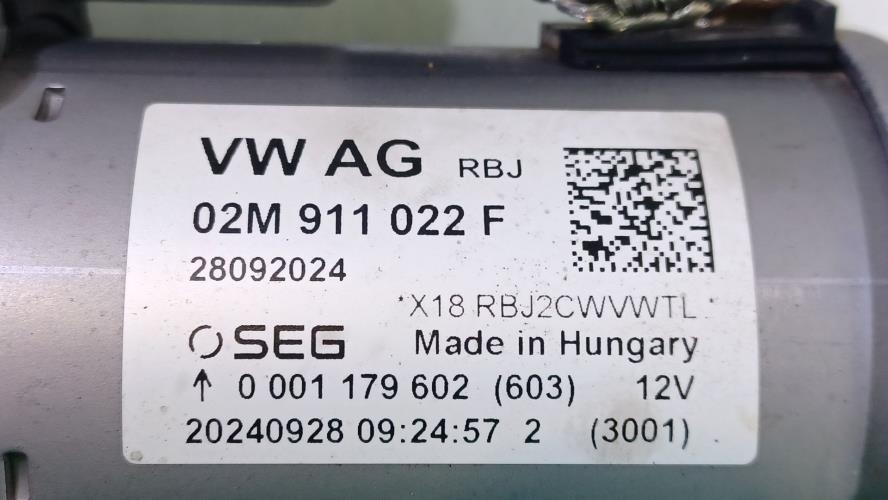 VW AG RBJ
02M 911 022 F
28092024
*X18 RBJ2CWVWTL*
SEG Made in Hungary
↑ 0 001 179 602 (603) 12V
20240928 09:24:57 2 (3001)